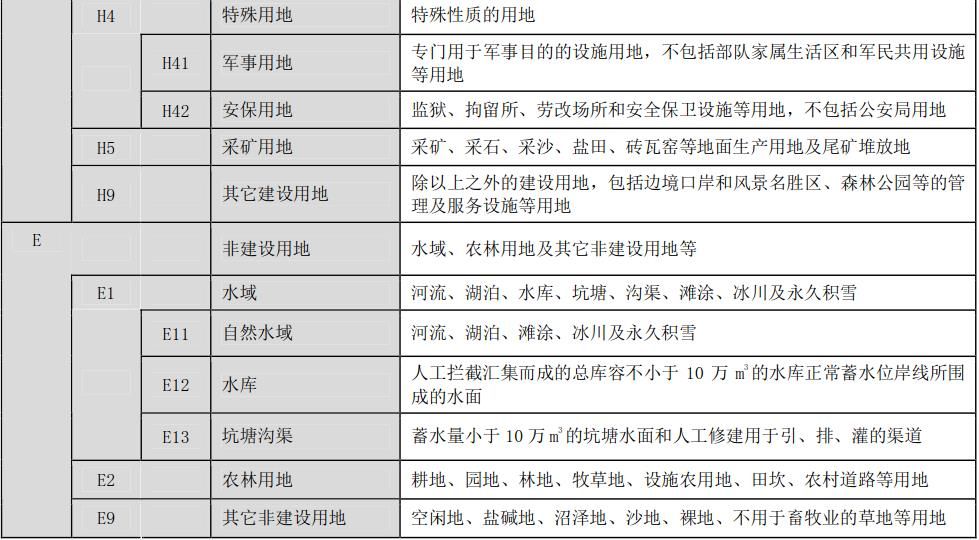 H4 特殊用地 特殊性质的用地
H41 军事用地 专门用于军事目的的设施用地，不包括部队家属生活区和军民共用设施
等用地
H42 安保用地 监狱、拘留所、劳改场所和安全保卫设施等用地，不包括公安局用地
H5 采矿用地 采矿、采石、采沙、盐田、砖瓦窑等地面生产用地及尾矿堆放地
H9 其它建设用地 除以上之外的建设用地，包括边境口岸和风景名胜区、森林公园等的管
理及服务设施等用地
E 非建设用地 水域、农林用地及其它非建设用地等
E1 水域 河流、湖泊、水库、坑塘、沟渠、滩涂、冰川及永久积雪
E11 自然水域 河流、湖泊、滩涂、冰川及永久积雪
E12 水库 人工拦截汇集而成的总库容不小于 10 万 m³的水库正常蓄水位岸线所围
成的水面
E13 坑塘沟渠 蓄水量小于 10 万 m³的坑塘水面和人工修建用于引、排、灌的渠道
E2 农林用地 耕地、园地、林地、牧草地、设施农用地、田坎、农村道路等用地
E9 其它非建设用地 空闲地、盐碱地、沼泽地、沙地、裸地、不用于畜牧业的草地等用地